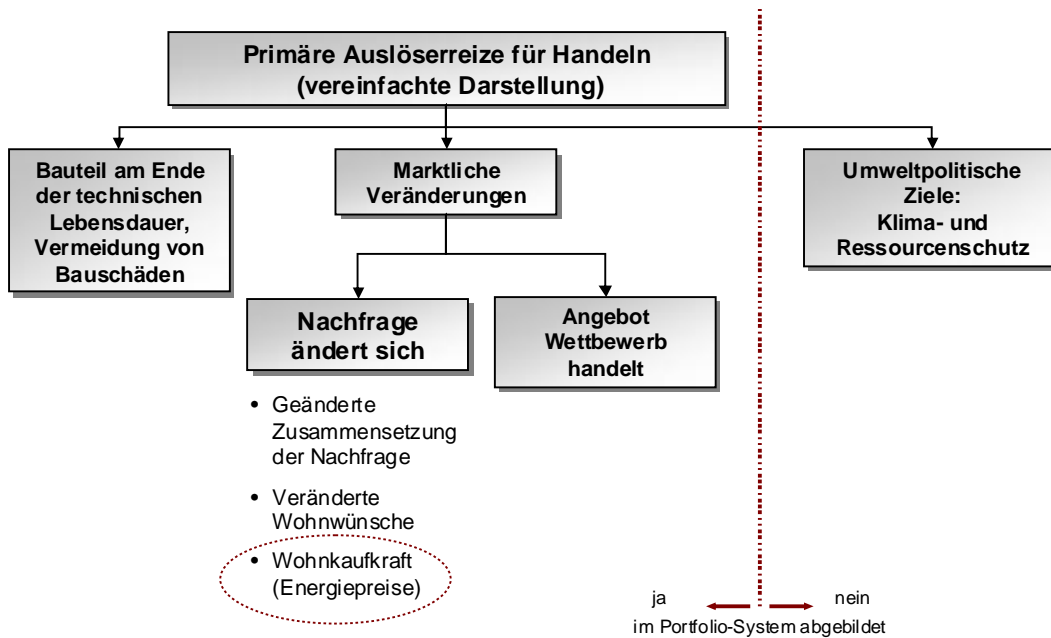 Primäre Auslöserreize für Handeln
(vereinfachte Darstellung)
Bauteil am Ende
der technischen
Lebensdauer,
Vermeidung von
Bauschäden
Marktliche
Veränderungen
Umweltpolitische
Ziele:
Klima- und
Ressourcenschutz
Nachfrage
ändert sich
Angebot
Wettbewerb
handelt
• Geänderte
Zusammensetzung
der Nachfrage
• Veränderte
Wohnwünsche
• Wohnkaufkraft
(Energiepreise)
ja nein
im Portfolio-System abgebildet